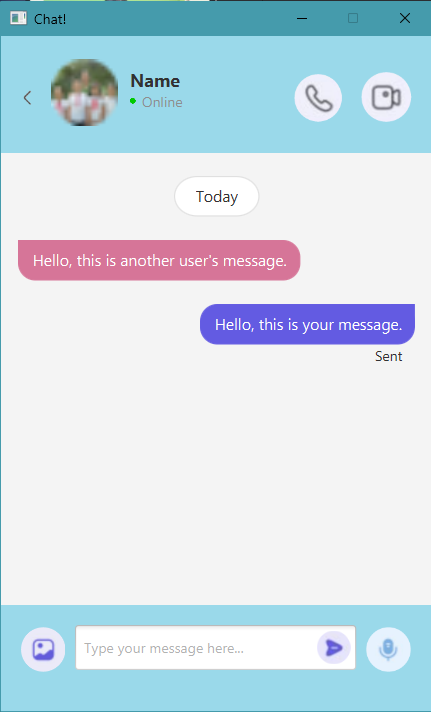 Chat!
Name
Online
Today
Hello, this is another user's message.
Hello, this is your message.
Sent
Type your message here...